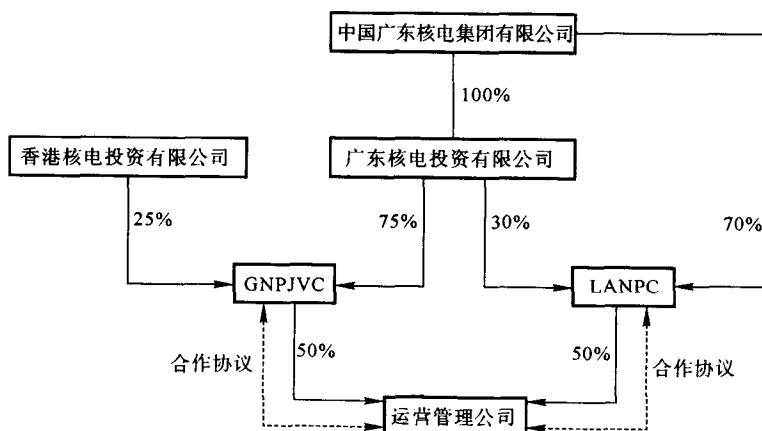 中国广东核电集团有限公司
100%
香港核电投资有限公司
广东核电投资有限公司
25%
75%
30%
70%
GNPJVC
LANPC
合作协议
50%
50%
合作协议
运营管理公司